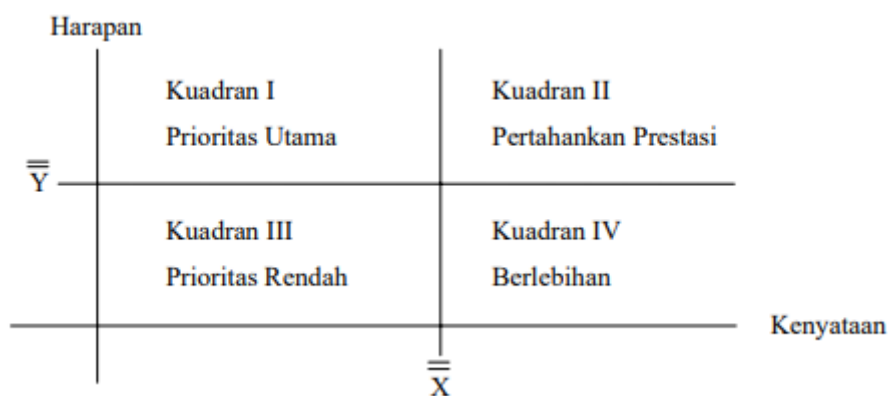 Harapan
Kuadran I
Prioritas Utama
Kuadran II
Pertahankan Prestasi
Y
Kuadran III
Prioritas Rendah
Kuadran IV
Berlebihan
Kenyataan
X